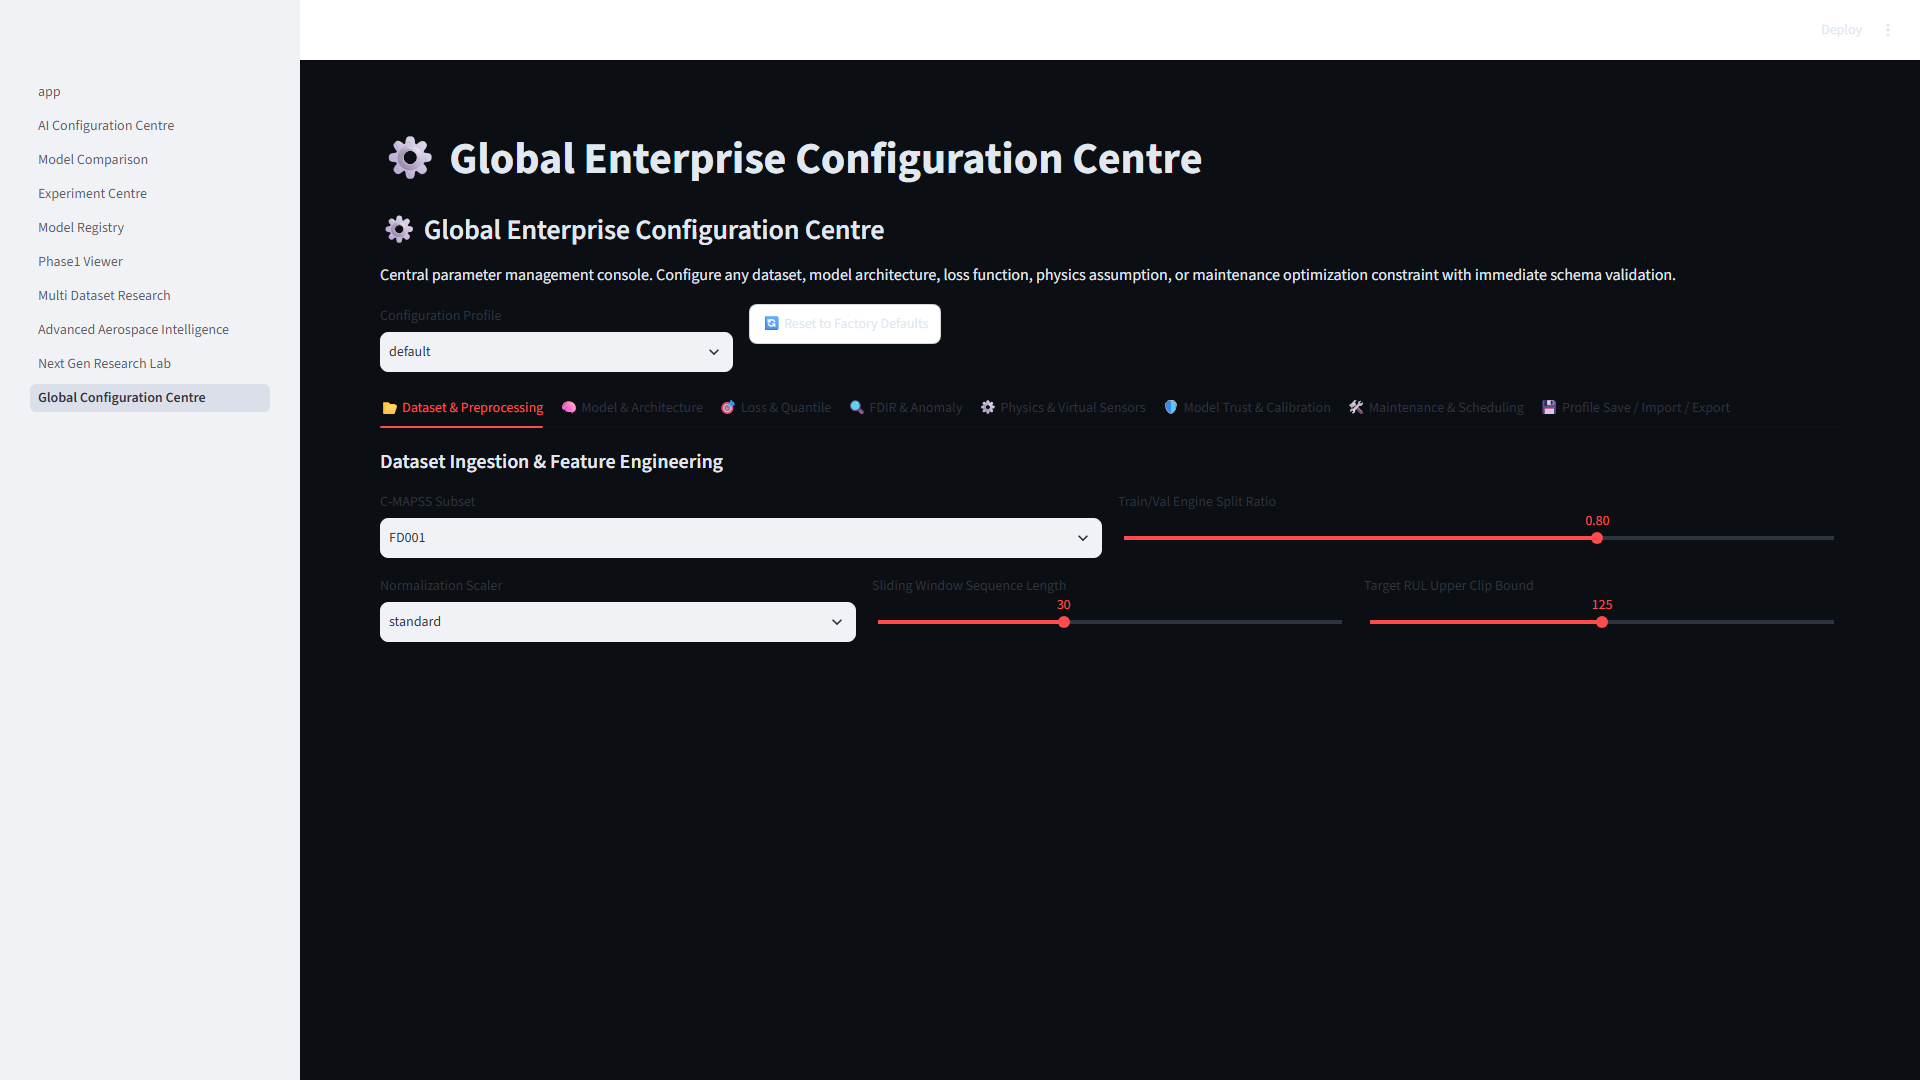 Deploy
app
AI Configuration Centre
Model Comparison
Experiment Centre
Model Registry
Phase1 Viewer
Multi Dataset Research
Advanced Aerospace Intelligence
Next Gen Research Lab
Global Configuration Centre
Global Enterprise Configuration Centre
Global Enterprise Configuration Centre
Central parameter management console. Configure any dataset, model architecture, loss function, physics assumption, or maintenance optimization constraint with immediate schema validation.
Configuration Profile
default
Reset to Factory Defaults
Dataset & Preprocessing Model & Architecture Loss & Quantile FDIR & Anomaly Physics & Virtual Sensors Model Trust & Calibration Maintenance & Scheduling Profile Save / Import / Export
Dataset Ingestion & Feature Engineering
C-MAPSS Subset
FD001
Train/Val Engine Split Ratio
0.80
Normalization Scaler
standard
Sliding Window Sequence Length
30
Target RUL Upper Clip Bound
125